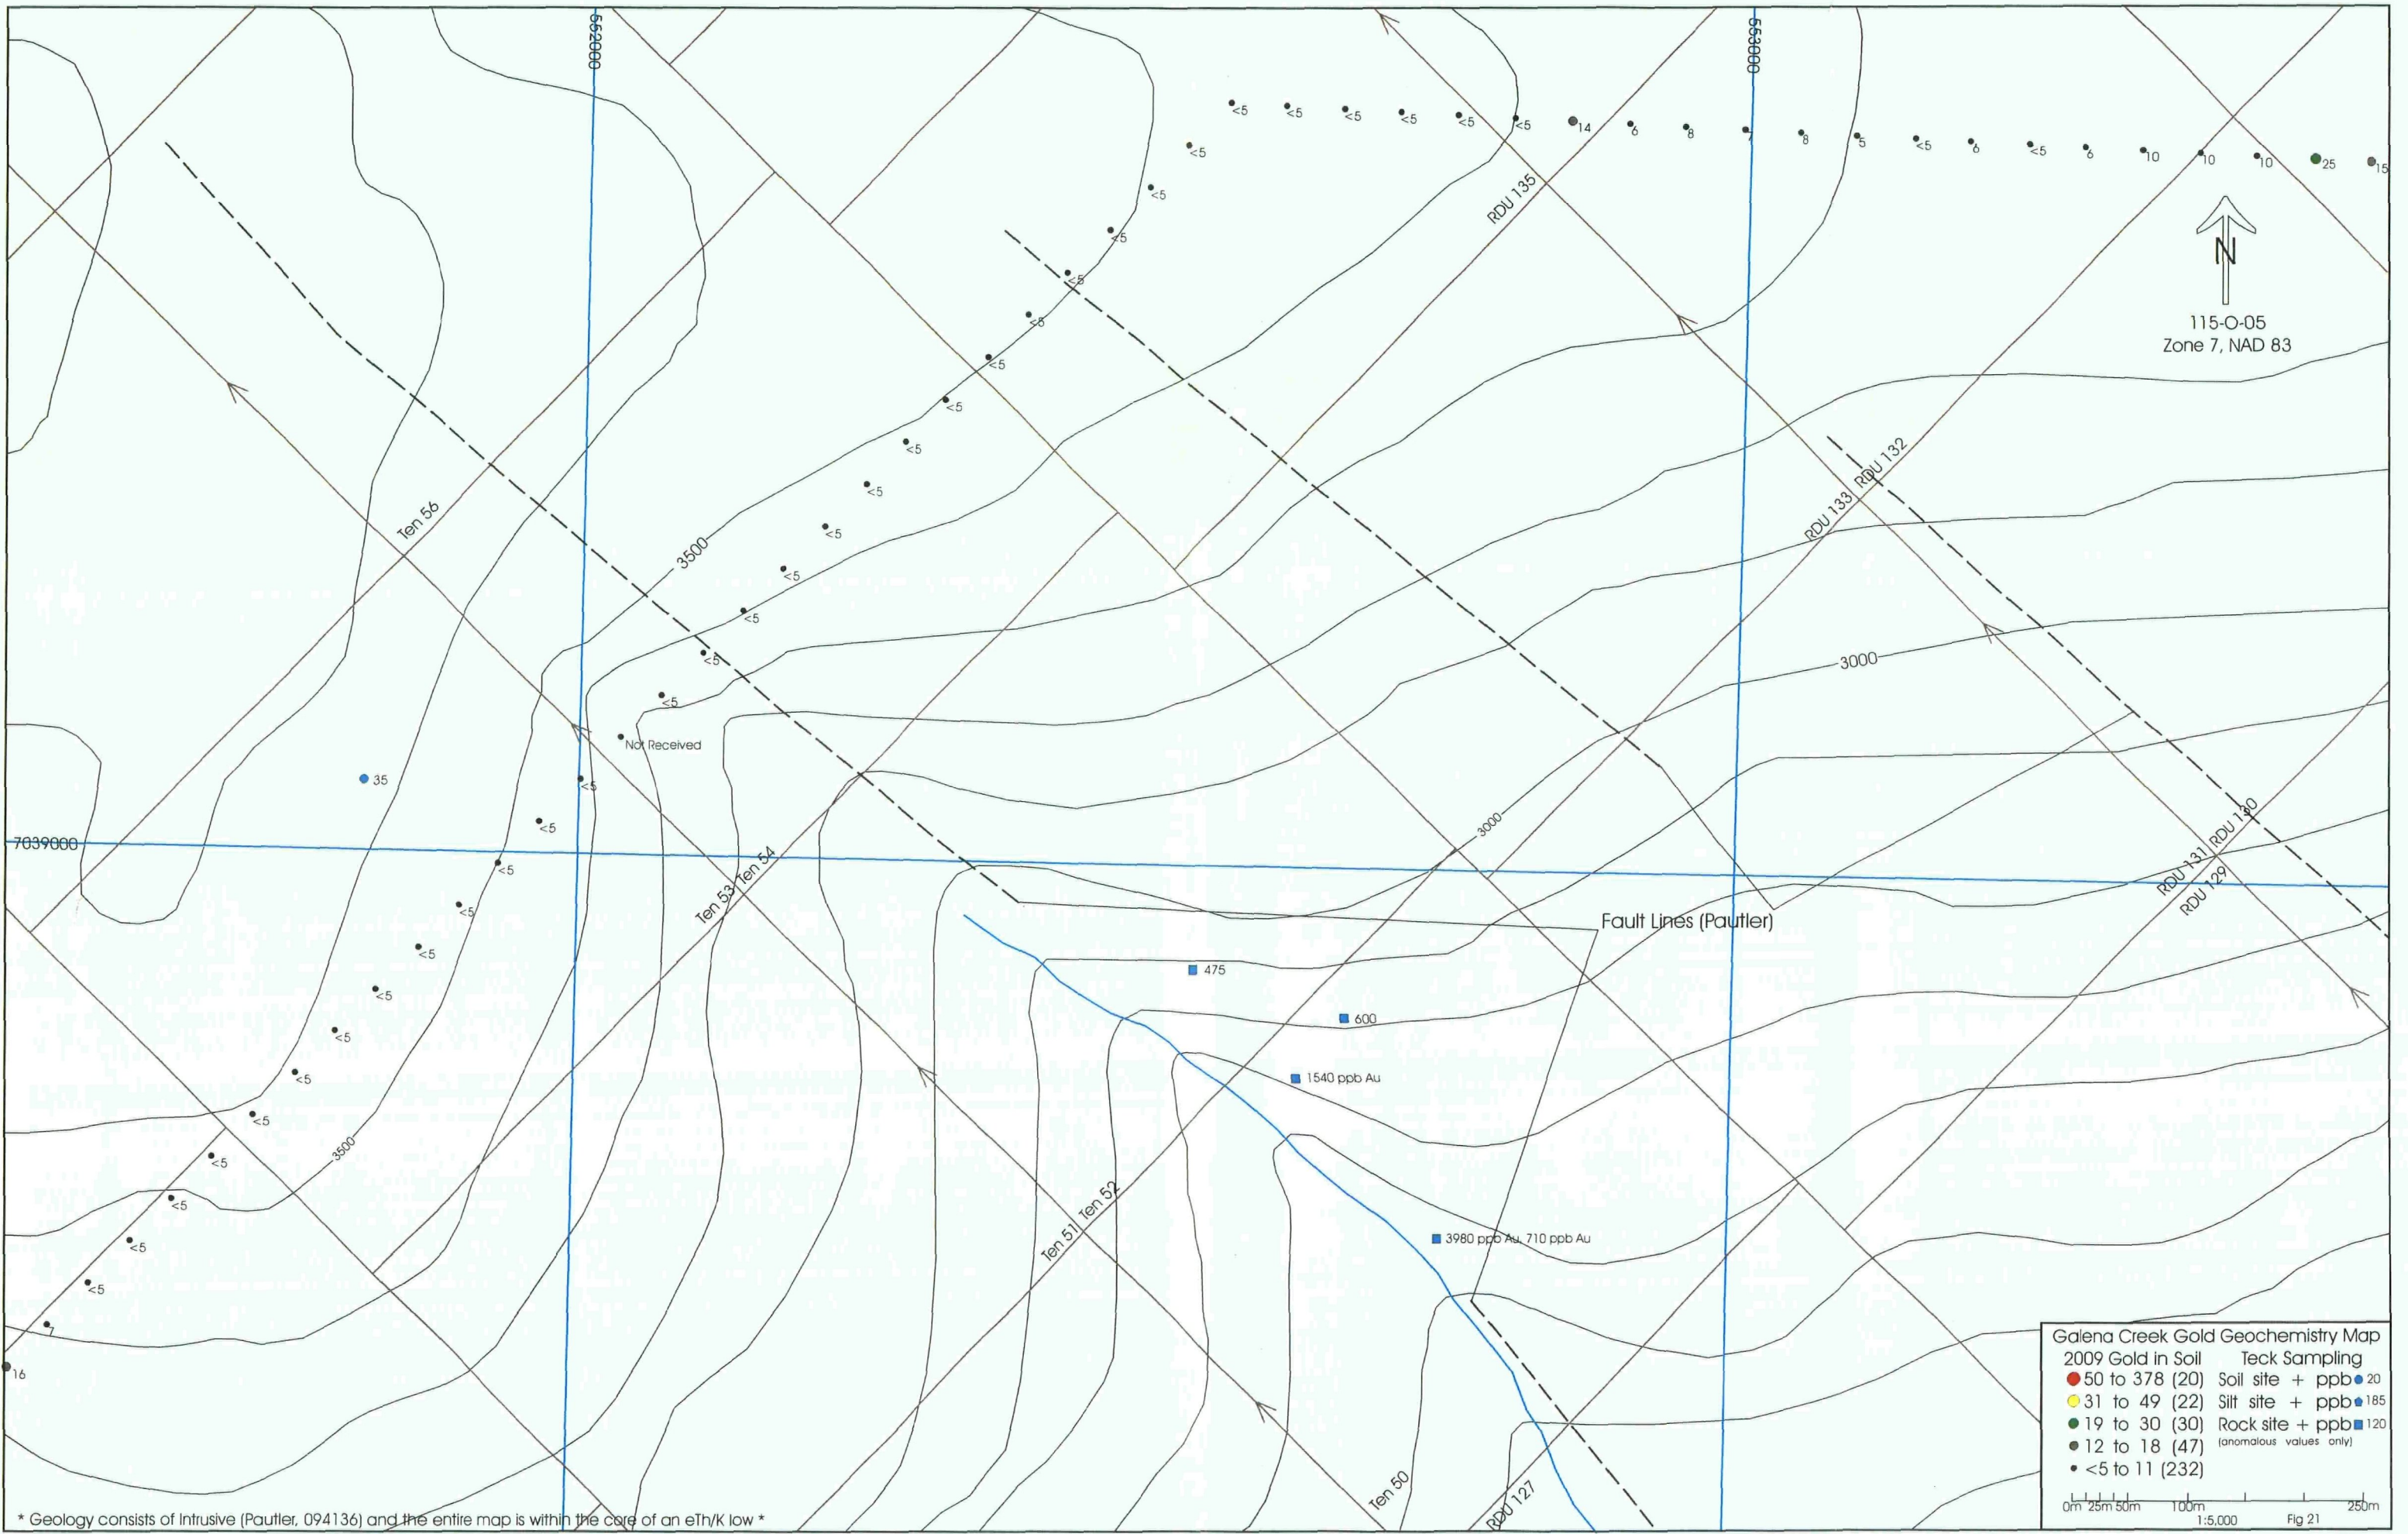 552000
553000
<5 <5 <5 <5 <5 <5 14 6 8 7 8 5 <5 6 <5 6 10 10 10 25 15
<5
<5
<5
<5
<5
<5
<5
<5
<5
<5
<5
<5
<5
<5
Not Received
<5
<5
<5
<5
<5
<5
<5
<5
<5
<5
<5
<5
<5
7
16
RDU 135
N
115-O-05
Zone 7, NAD 83
RDU 133 RDU 132
Ten 56
3500
3000
35
7039000
3000
Ten 53 Ten 54
RDU 131 RDU 130
RDU 129
Fault Lines (Pautler)
475
600
1540 ppb Au
3500
Ten 51 Ten 52
3980 ppb Au, 710 ppb Au
Ten 50
RDU 127
Galena Creek Gold Geochemistry Map
2009 Gold in Soil Teck Sampling
50 to 378 (20) Soil site + ppb 20
31 to 49 (22) Silt site + ppb 185
19 to 30 (30) Rock site + ppb 120
12 to 18 (47) (anomalous values only)
<5 to 11 (232)
0m 25m 50m 100m 250m
1:5,000 Fig 21
* Geology consists of Intrusive (Pautler, 094136) and the entire map is within the core of an eTh/K low *